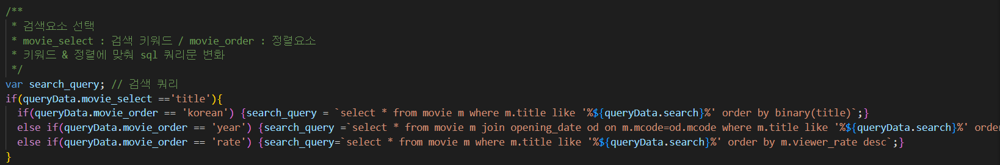 /**
 * 검색요소 선택
 * movie_select : 검색 키워드 / movie_order : 정렬요소
 * 키워드 & 정렬에 맞춰 sql 쿼리문 변화
 */
var search_query; // 검색 쿼리
if(queryData.movie_select =='title'){
  if(queryData.movie_order == 'korean') {search_query = `select * from movie m where m.title like '%${queryData.search}%' order by binary(title)`;}
  else if(queryData.movie_order == 'year') {search_query =`select * from movie m join opening_date od on m.mcode=od.mcode where m.title like '%${queryData.search}%' order
  else if(queryData.movie_order == 'rate') {search_query=`select * from movie m where m.title like '%${queryData.search}%' order by m.viewer_rate desc`;}
}